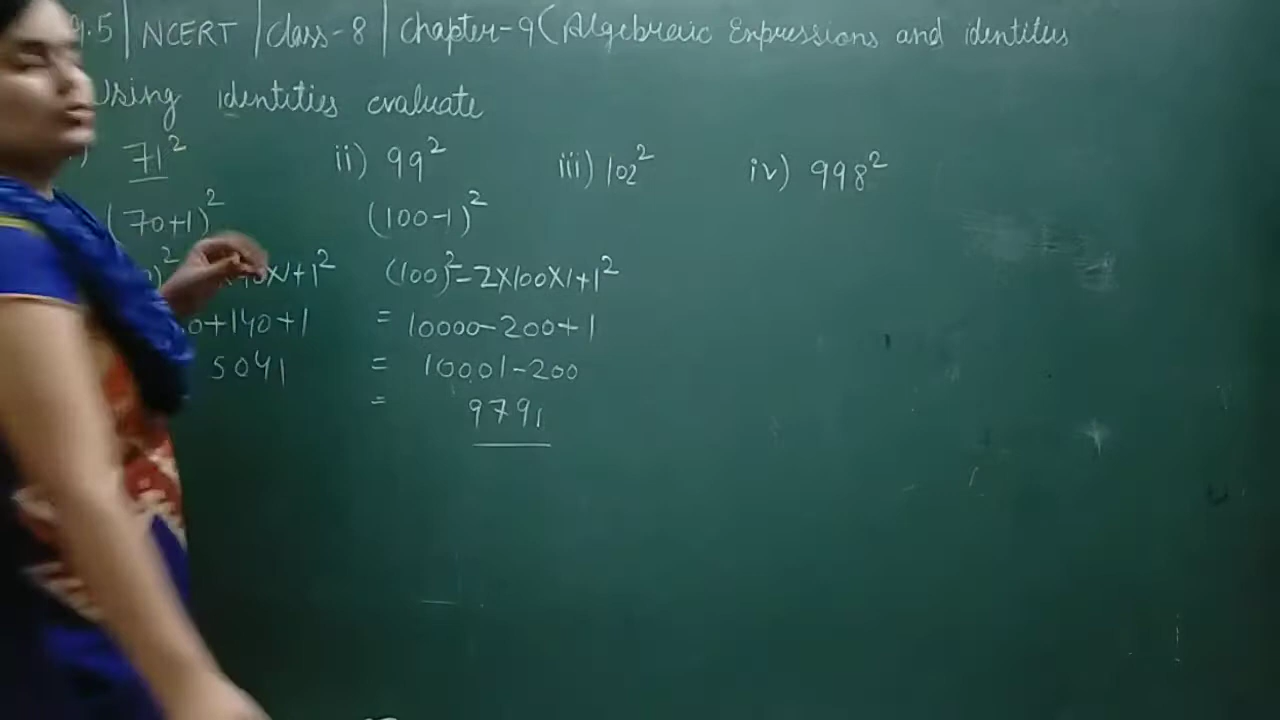 9.5 | NCERT | Class-8 | Chapter-9 (Algebraic Expressions and identities
Using identities evaluate
) 71² ii) 99² iii) 102² iv) 998²
(70+1)² (100-1)²
)² x1+1² (100)²-2x100x1+1²
0+140+1 = 10000-200+1
5041 = 10001-200
= 9791